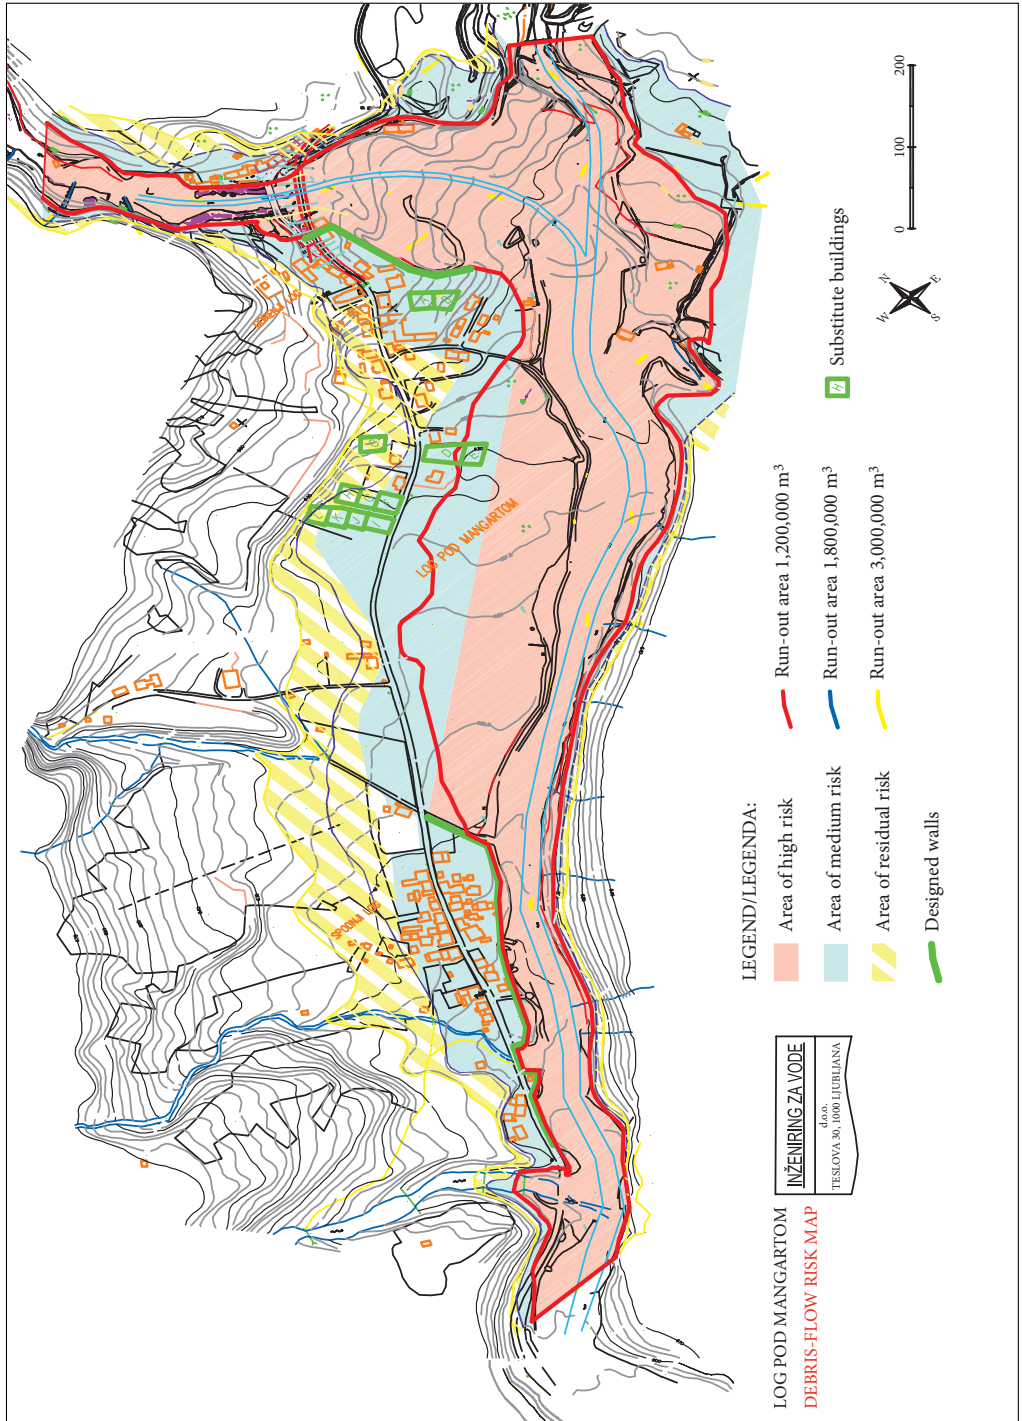 GORENJI LOG
LOG POD MANGARTOM
SPODNJI LOG
0 100 200
N
E
S
W
H Substitute buildings
LEGEND/LEGENDA:
Area of high risk
Area of medium risk
Area of residual risk
Designed walls
Run-out area 1,200,000 m³
Run-out area 1,800,000 m³
Run-out area 3,000,000 m³
INŽENIRING ZA VODE
d.o.o.
TESLOVA 30, 1000 LJUBLJANA
LOG POD MANGARTOM
DEBRIS-FLOW RISK MAP